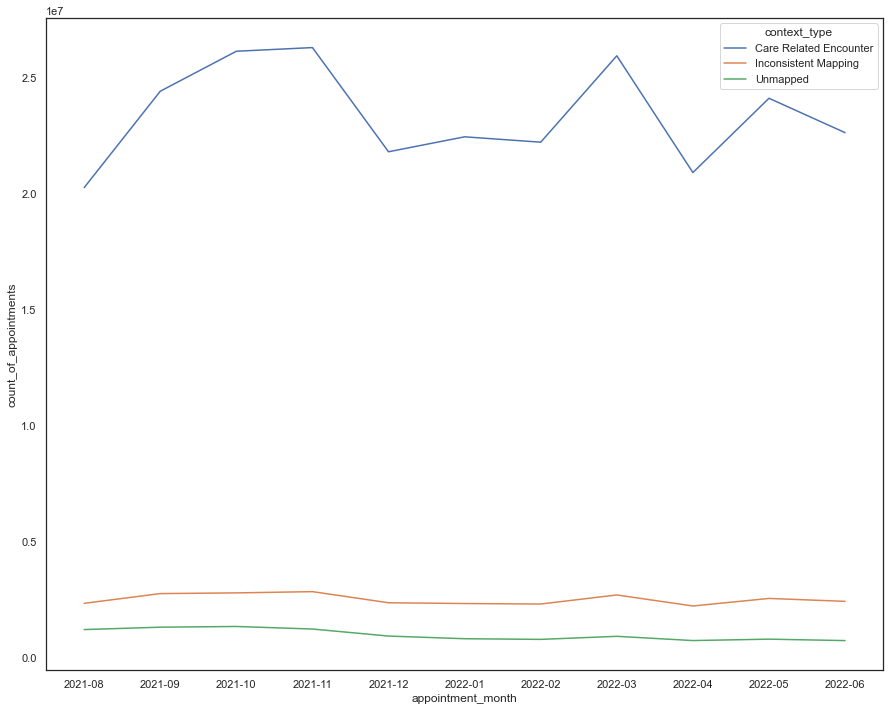 1e7
context_type
Care Related Encounter
Inconsistent Mapping
Unmapped
2.5
2.0
1.5
1.0
0.5
0.0
count_of_appointments
2021-08 2021-09 2021-10 2021-11 2021-12 2022-01 2022-02 2022-03 2022-04 2022-05 2022-06
appointment_month